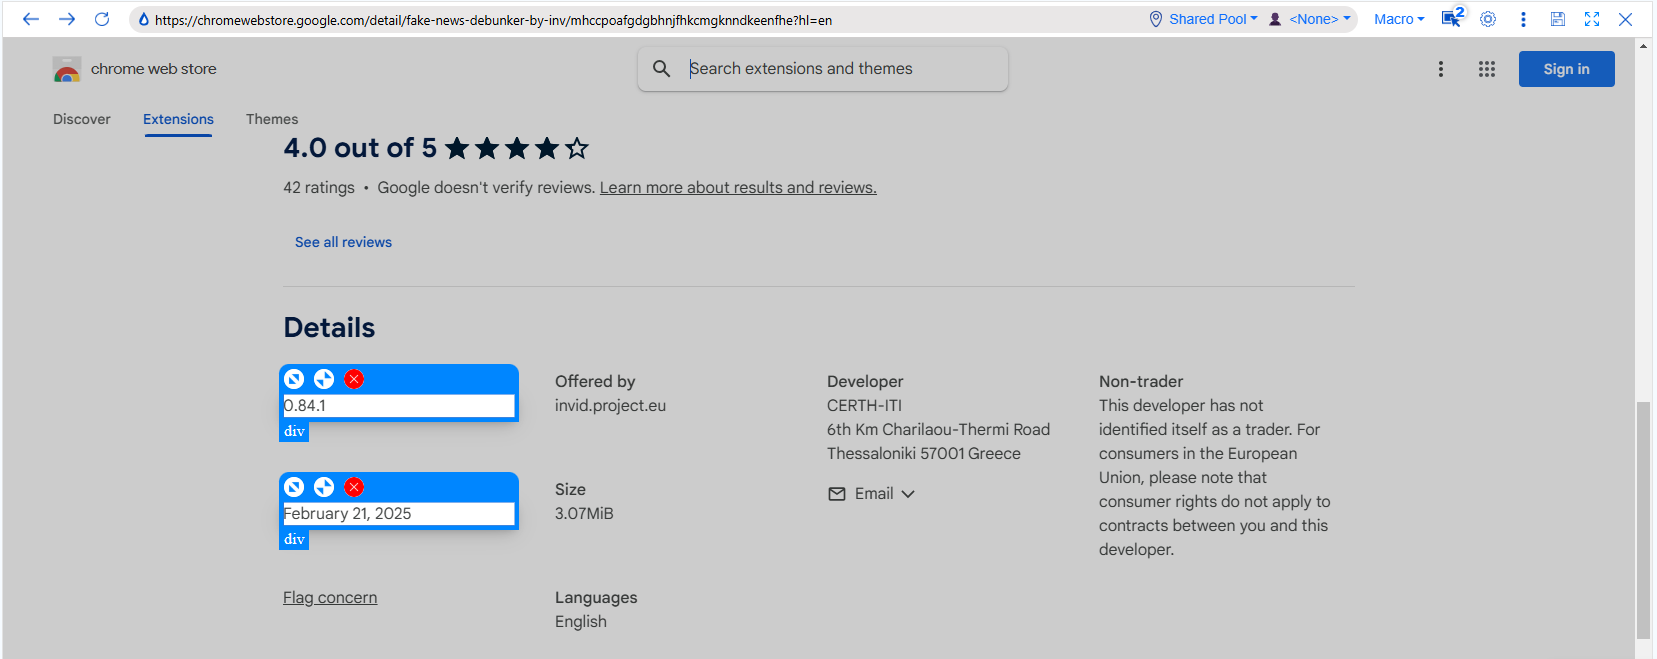 https://chromewebstore.google.com/detail/fake-news-debunker-by-inv/mhccpoafgdgbhnjfhkcmgknndkeenfhe?hl=en
Shared Pool
<None>
Macro
2
chrome web store
Search extensions and themes
Sign in
Discover
Extensions
Themes
4.0 out of 5
42 ratings • Google doesn't verify reviews. Learn more about results and reviews.
See all reviews
Details
0.84.1
div
Offered by
invid.project.eu
Developer
CERTH-ITI
6th Km Charilaou-Thermi Road
Thessaloniki 57001 Greece
Email
Non-trader
This developer has not
identified itself as a trader. For
consumers in the European
Union, please note that
consumer rights do not apply to
contracts between you and this
developer.
February 21, 2025
div
Size
3.07MiB
Flag concern
Languages
English